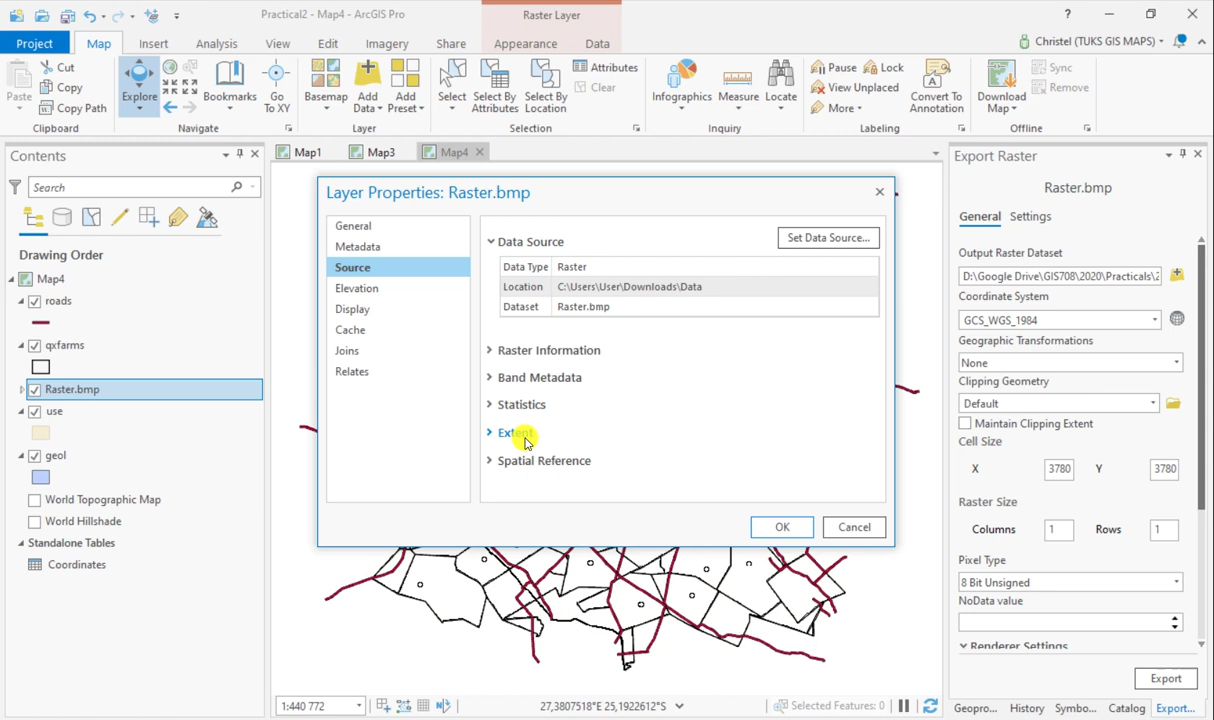 Practical2 - Map4 - ArcGIS Pro
Raster Layer
?
Project Map Insert Analysis View Edit Imagery Share Appearance Data
Christel (TUKS GIS MAPS)
Paste
Cut
Copy
Copy Path
Clipboard
Explore
Bookmarks
Go To XY
Navigate
Basemap
Add Data
Add Preset
Layer
Select
Select By Attributes
Select By Location
Attributes
Clear
Selection
Infographics
Measure
Locate
Inquiry
Pause
Lock
View Unplaced
More
Convert To Annotation
Labeling
Download Map
Sync
Remove
Offline
Contents
Search
Drawing Order
Map4
roads
qxfarms
Raster.bmp
use
geol
World Topographic Map
World Hillshade
Standalone Tables
Coordinates
Map1
Map3
Map4
Layer Properties: Raster.bmp
General
Metadata
Source
Elevation
Display
Cache
Joins
Relates
Data Source
Set Data Source...
Data Type Raster
Location C:\Users\User\Downloads\Data
Dataset Raster.bmp
Raster Information
Band Metadata
Statistics
Extent
Spatial Reference
OK
Cancel
1:440 772
27,3807518°E 25,1922612°S
Selected Features: 0
Export Raster
Raster.bmp
General Settings
Output Raster Dataset
D:\Google Drive\GIS708\2020\Practicals\2
Coordinate System
GCS_WGS_1984
Geographic Transformations
None
Clipping Geometry
Default
Maintain Clipping Extent
Cell Size
X 3780 Y 3780
Raster Size
Columns 1 Rows 1
Pixel Type
8 Bit Unsigned
NoData value
Renderer Settings
Export
Geopro... History Symbo... Catalog Export...